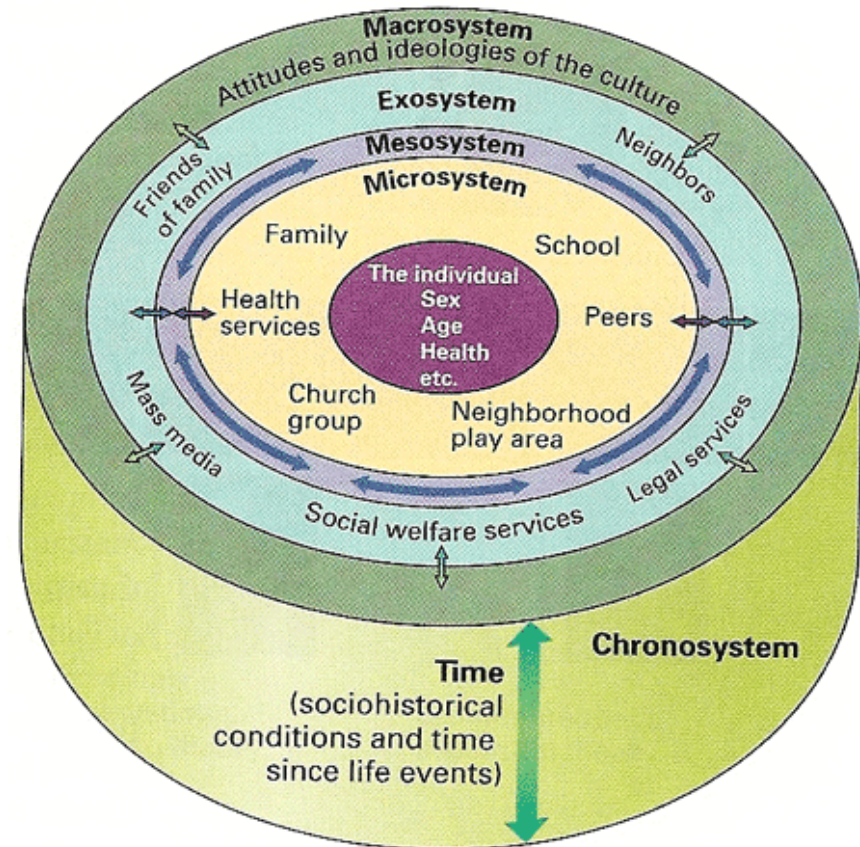 Macrosystem
Attitudes and ideologies of the culture
Exosystem
Mesosystem
Microsystem
Friends
of family
Neighbors
Family
School
The individual
Sex
Age
Health
etc.
Health
services
Peers
Church
group
Neighborhood
play area
Mass media
Social welfare services
Legal services
Chronosystem
Time
(sociohistorical
conditions and time
since life events)